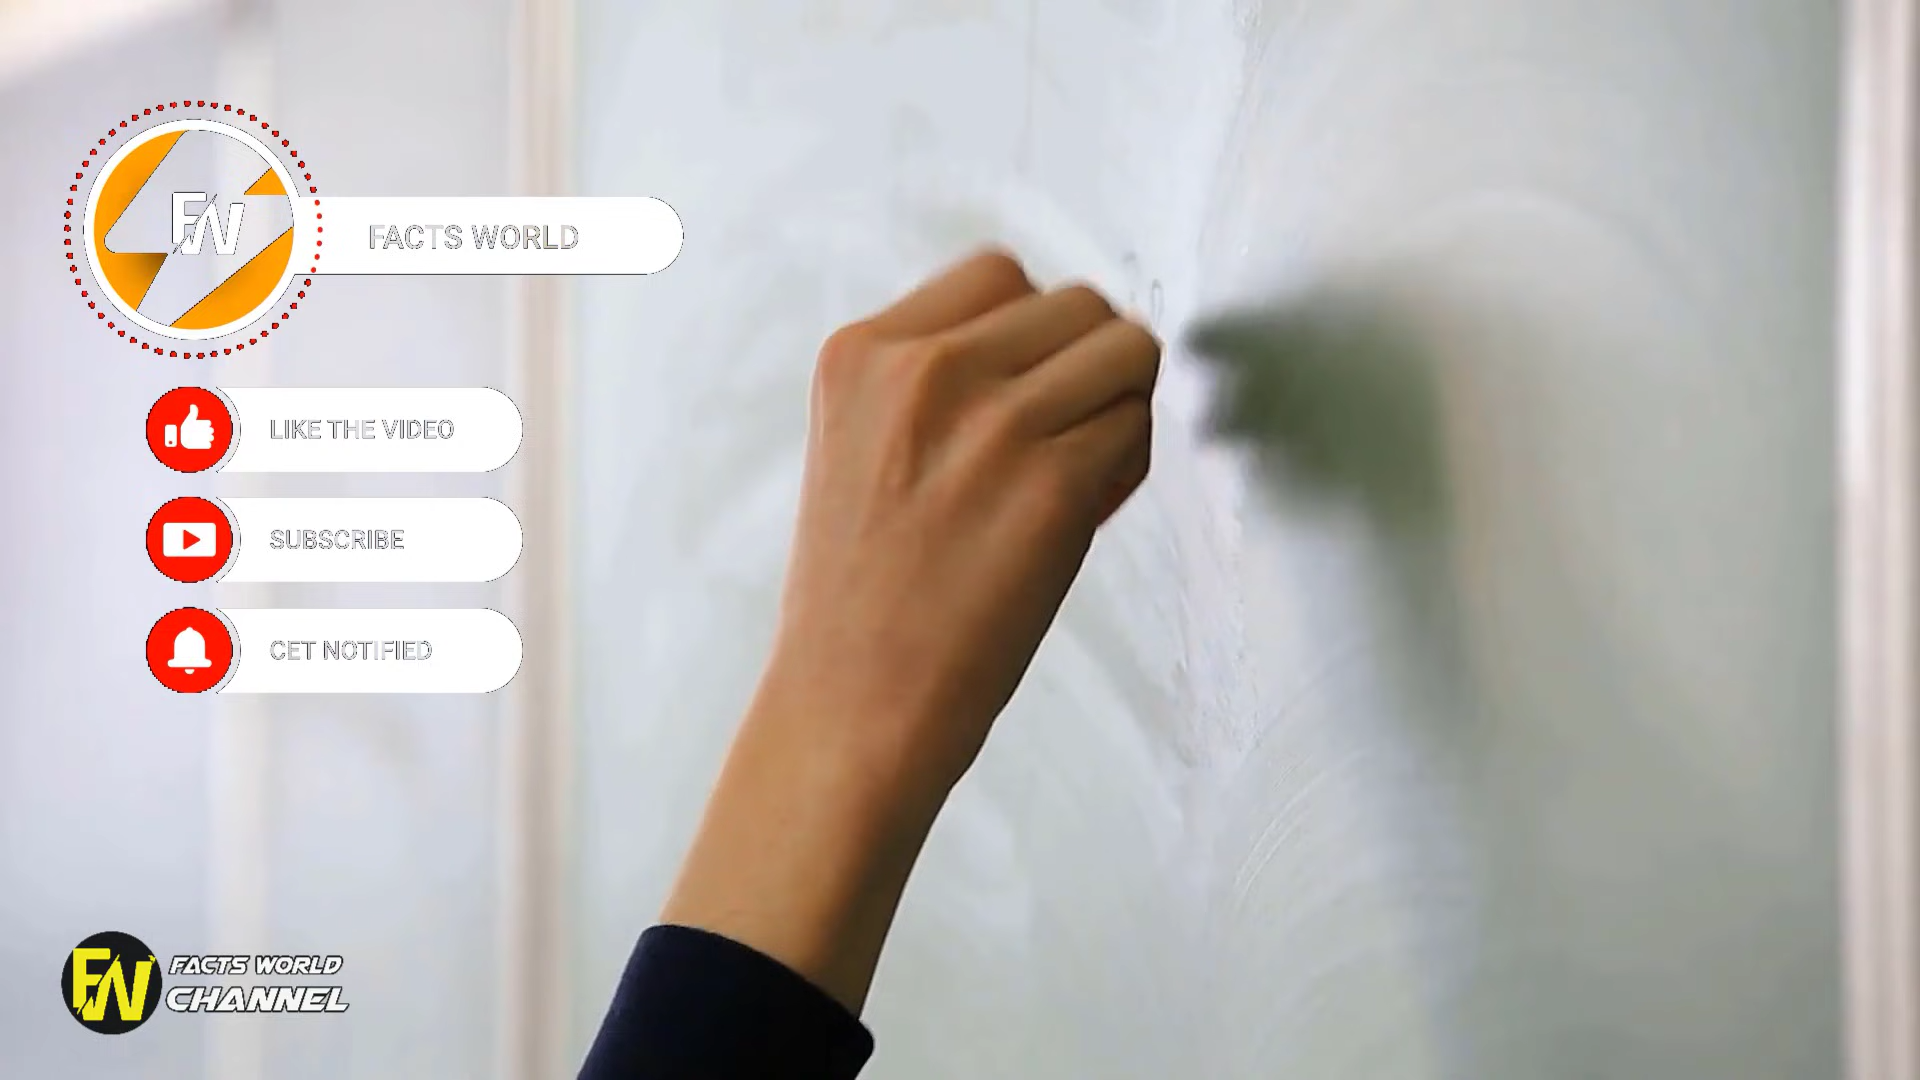 FW
FACTS WORLD
LIKE THE VIDEO
SUBSCRIBE
GET NOTIFIED
FW
FACTS WORLD
CHANNEL